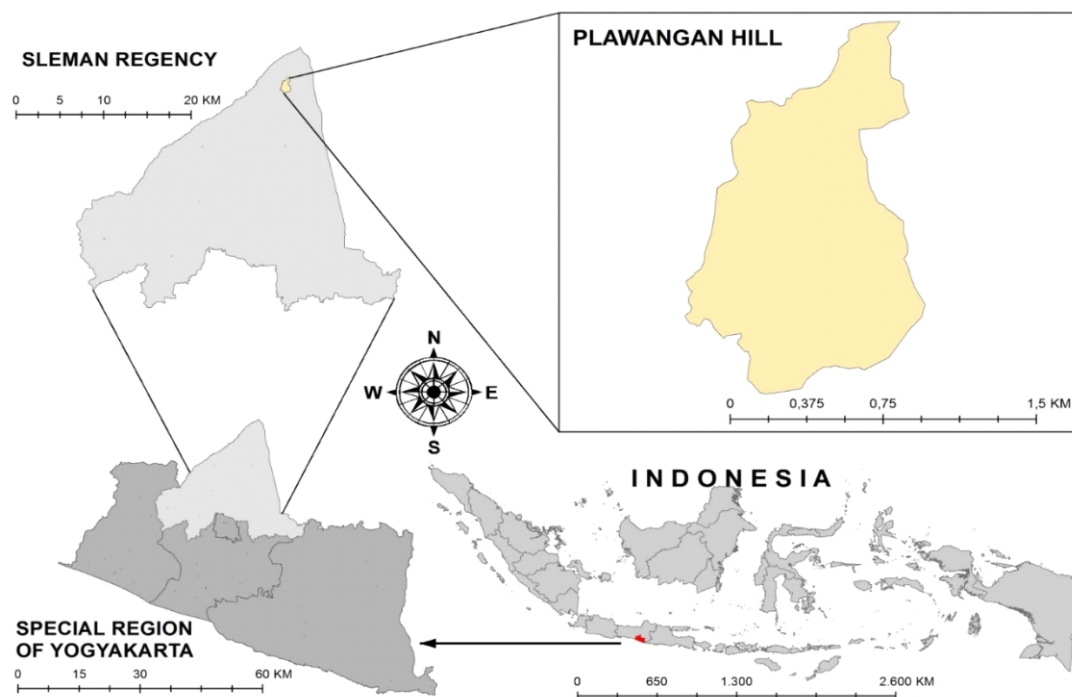 SLEMAN REGENCY
0 5 10 20 KM
PLAWANGAN HILL
0 0,375 0,75 1,5 KM
N
W E
S
INDONESIA
SPECIAL REGION
OF YOGYAKARTA
0 15 30 60 KM
0 650 1.300 2.600 KM